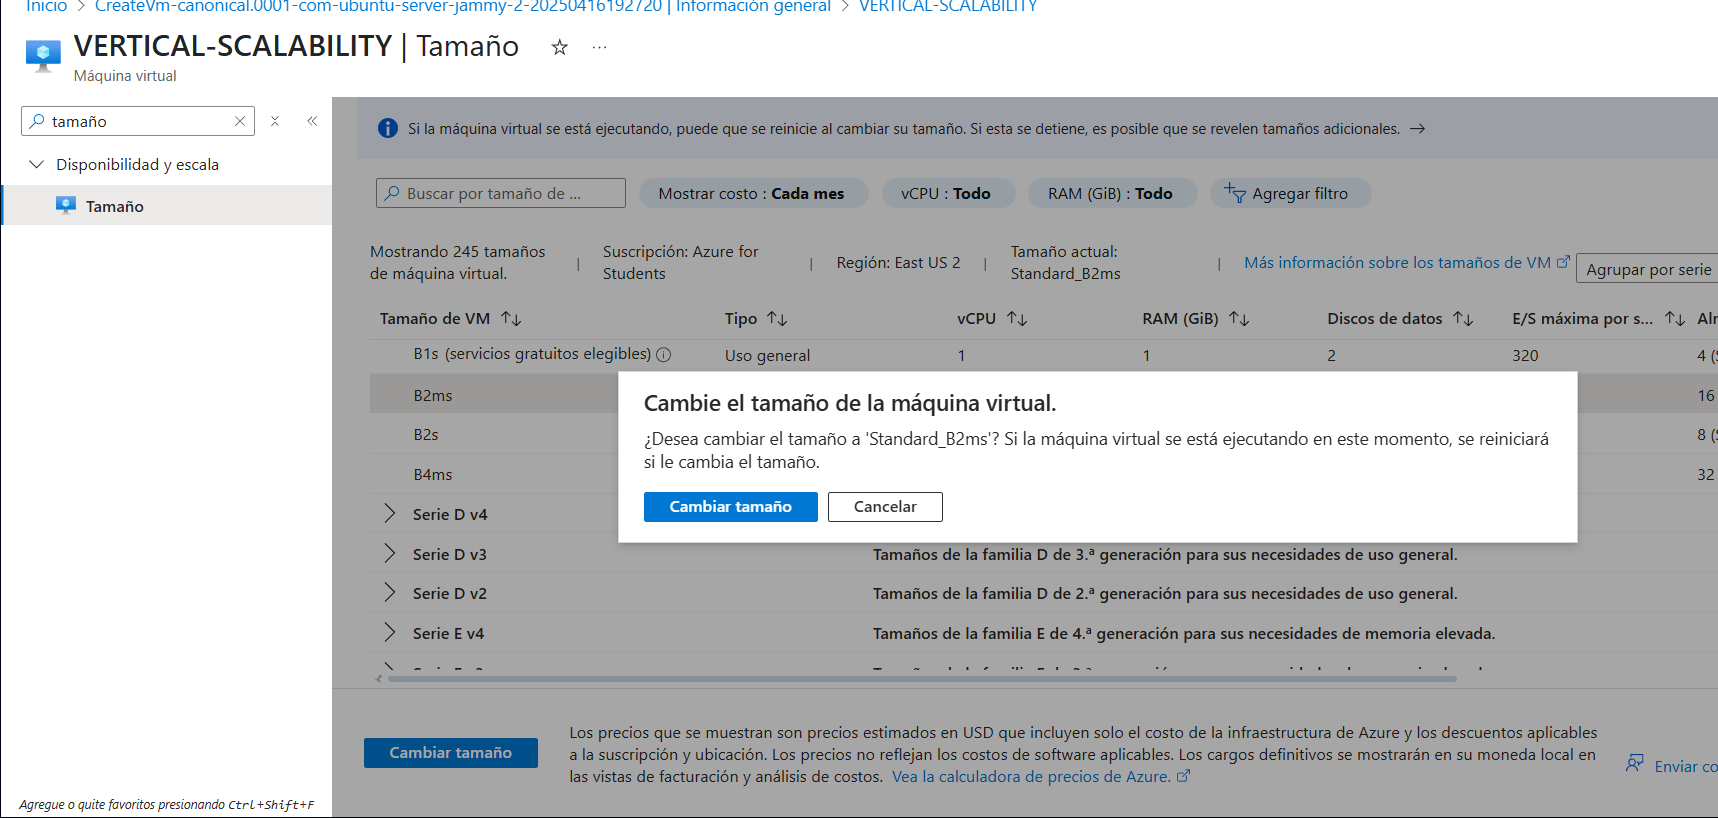 Inicio > CreateVm-canonical.0001-com-ubuntu-server-jammy-2-20250416192720 | Información general > VERTICAL-SCALABILITY
VERTICAL-SCALABILITY | Tamaño ☆ ...
Máquina virtual
tamaño
Disponibilidad y escala
Tamaño
Agregue o quite favoritos presionando Ctrl+Shift+F
Si la máquina virtual se está ejecutando, puede que se reinicie al cambiar su tamaño. Si esta se detiene, es posible que se revelen tamaños adicionales. →
Buscar por tamaño de ...
Mostrar costo : Cada mes
vCPU : Todo
RAM (GiB) : Todo
Agregar filtro
Mostrando 245 tamaños
de máquina virtual.
Suscripción: Azure for
Students
Región: East US 2
Tamaño actual:
Standard_B2ms
Más información sobre los tamaños de VM
Agrupar por serie
Tamaño de VM ↑↓ Tipo ↑↓ vCPU ↑↓ RAM (GiB) ↑↓ Discos de datos ↑↓ E/S máxima por s... ↑↓
B1s (servicios gratuitos elegibles) Uso general 1 1 2 320 4
B2ms 16
B2s 8
B4ms 32
Cambie el tamaño de la máquina virtual.
¿Desea cambiar el tamaño a 'Standard_B2ms'? Si la máquina virtual se está ejecutando en este momento, se reiniciará
si le cambia el tamaño.
Cambiar tamaño
Cancelar
Serie D v4
Serie D v3 Tamaños de la familia D de 3.ª generación para sus necesidades de uso general.
Serie D v2 Tamaños de la familia D de 2.ª generación para sus necesidades de uso general.
Serie E v4 Tamaños de la familia E de 4.ª generación para sus necesidades de memoria elevada.
Cambiar tamaño
Los precios que se muestran son precios estimados en USD que incluyen solo el costo de la infraestructura de Azure y los descuentos aplicables
a la suscripción y ubicación. Los precios no reflejan los costos de software aplicables. Los cargos definitivos se mostrarán en su moneda local en
las vistas de facturación y análisis de costos. Vea la calculadora de precios de Azure.
Enviar